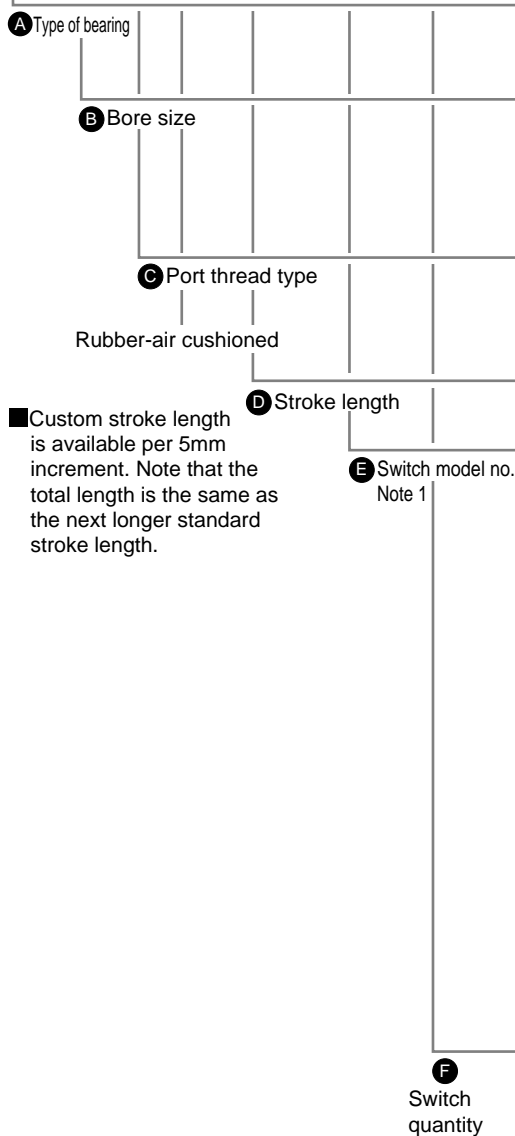 A Type of bearing
B Bore size
C Port thread type
Rubber-air cushioned
D Stroke length
■Custom stroke length
is available per 5mm
increment. Note that the
total length is the same as
the next longer standard
stroke length.
E Switch model no.
Note 1
F
Switch
quantity